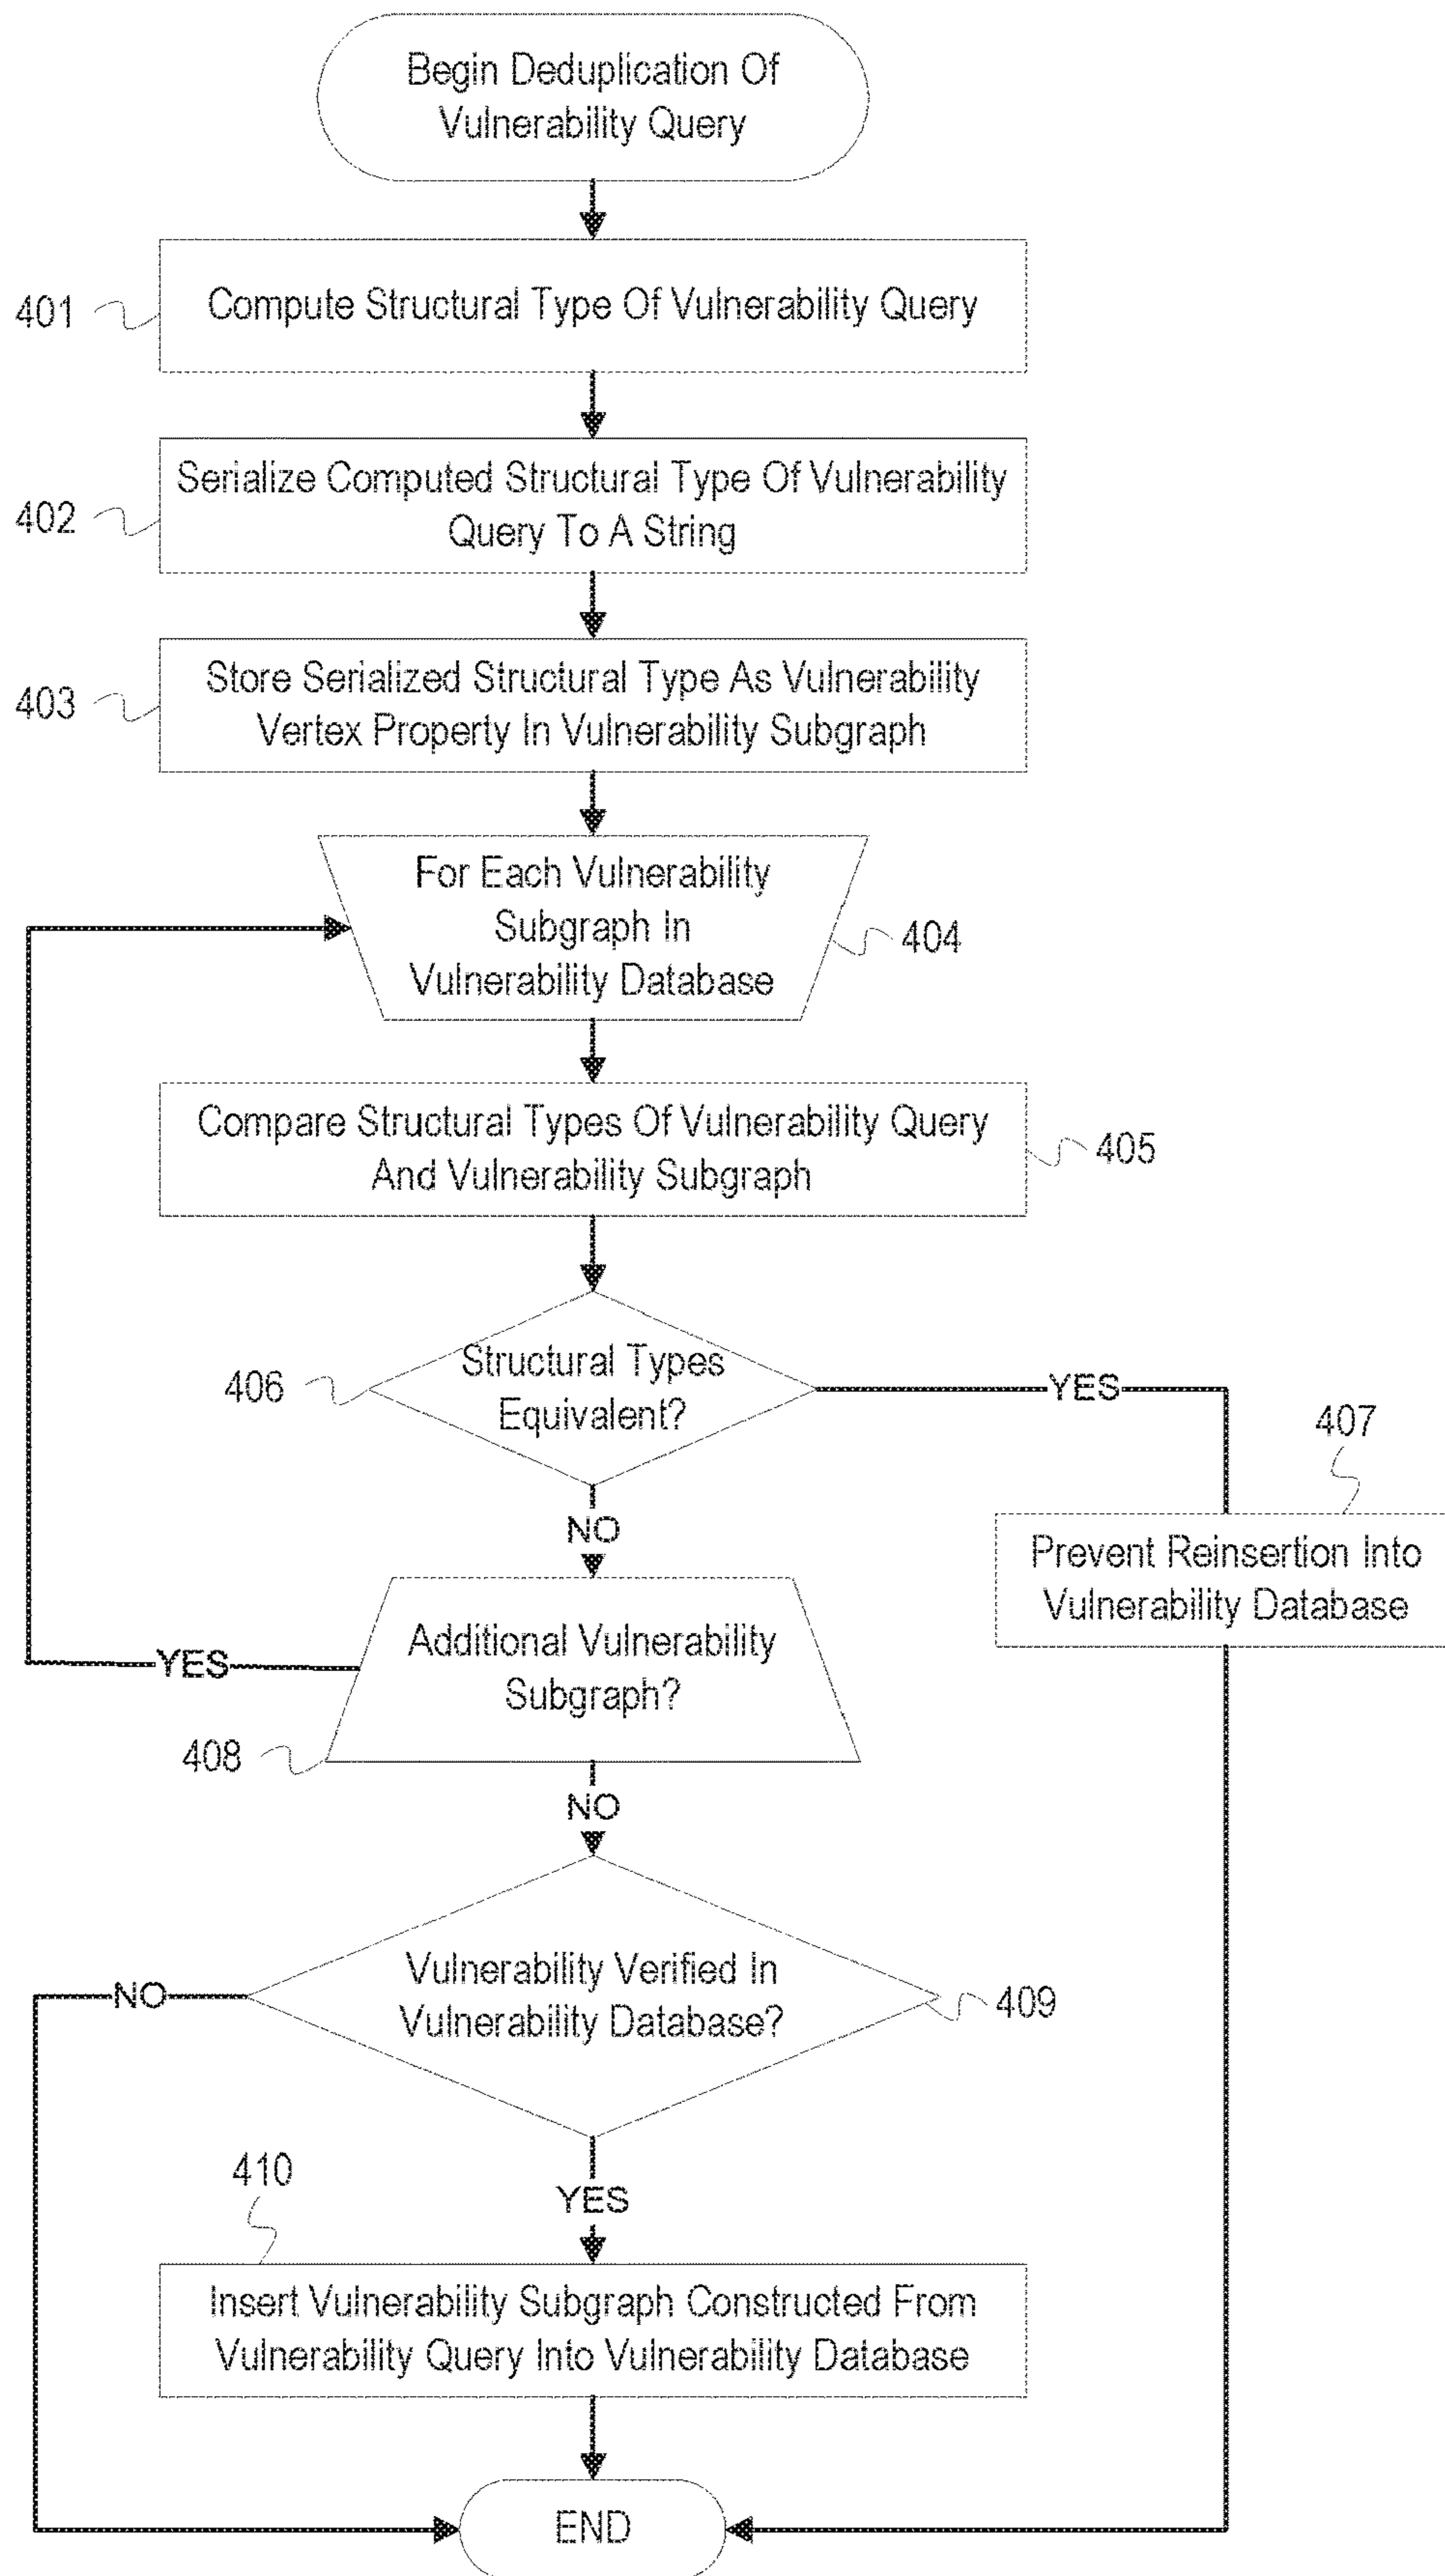 Begin Deduplication Of
Vulnerability Query
401
Compute Structural Type Of Vulnerability Query
402
Serialize Computed Structural Type Of Vulnerability
Query To A String
403
Store Serialized Structural Type As Vulnerability
Vertex Property In Vulnerability Subgraph
For Each Vulnerability
Subgraph In
Vulnerability Database
404
Compare Structural Types Of Vulnerability Query
And Vulnerability Subgraph
405
406
Structural Types
Equivalent?
YES
407
NO
Prevent Reinsertion Into
Vulnerability Database
YES
Additional Vulnerability
Subgraph?
408
NO
NO
Vulnerability Verified In
Vulnerability Database?
409
410
YES
Insert Vulnerability Subgraph Constructed From
Vulnerability Query Into Vulnerability Database
END